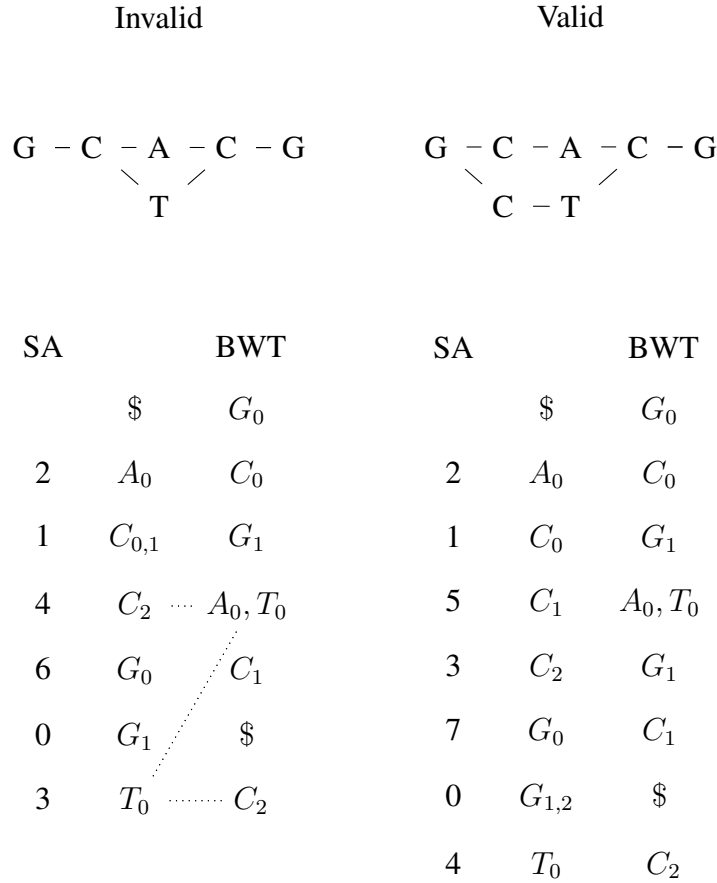 Invalid Valid
G – C – A – C – G G – C – A – C – G
T C – T
SA BWT SA BWT
$ G₀ $ G₀
2 A₀ C₀ 2 A₀ C₀
1 C₀,₁ G₁ 1 C₀ G₁
4 C₂ ..... A₀, T₀ 5 C₁ A₀, T₀
6 G₀ C₁ 3 C₂ G₁
0 G₁ $ 7 G₀ C₁
3 T₀ ........ C₂ 0 G₁,₂ $
4 T₀ C₂